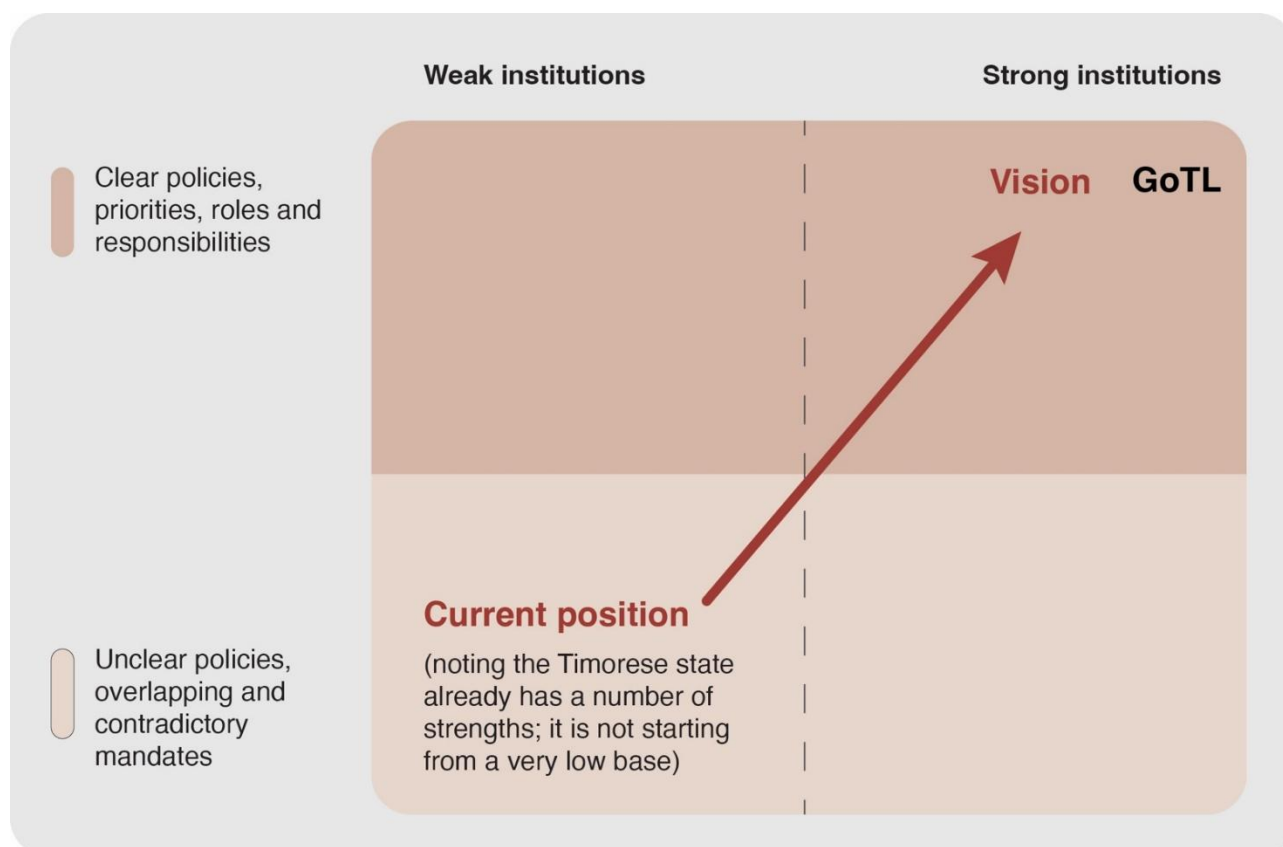 Weak institutions
Strong institutions
Clear policies,
priorities, roles and
responsibilities
Vision GoTL
Current position
(noting the Timorese state
already has a number of
strengths; it is not starting
from a very low base)
Unclear policies,
overlapping and
contradictory
mandates